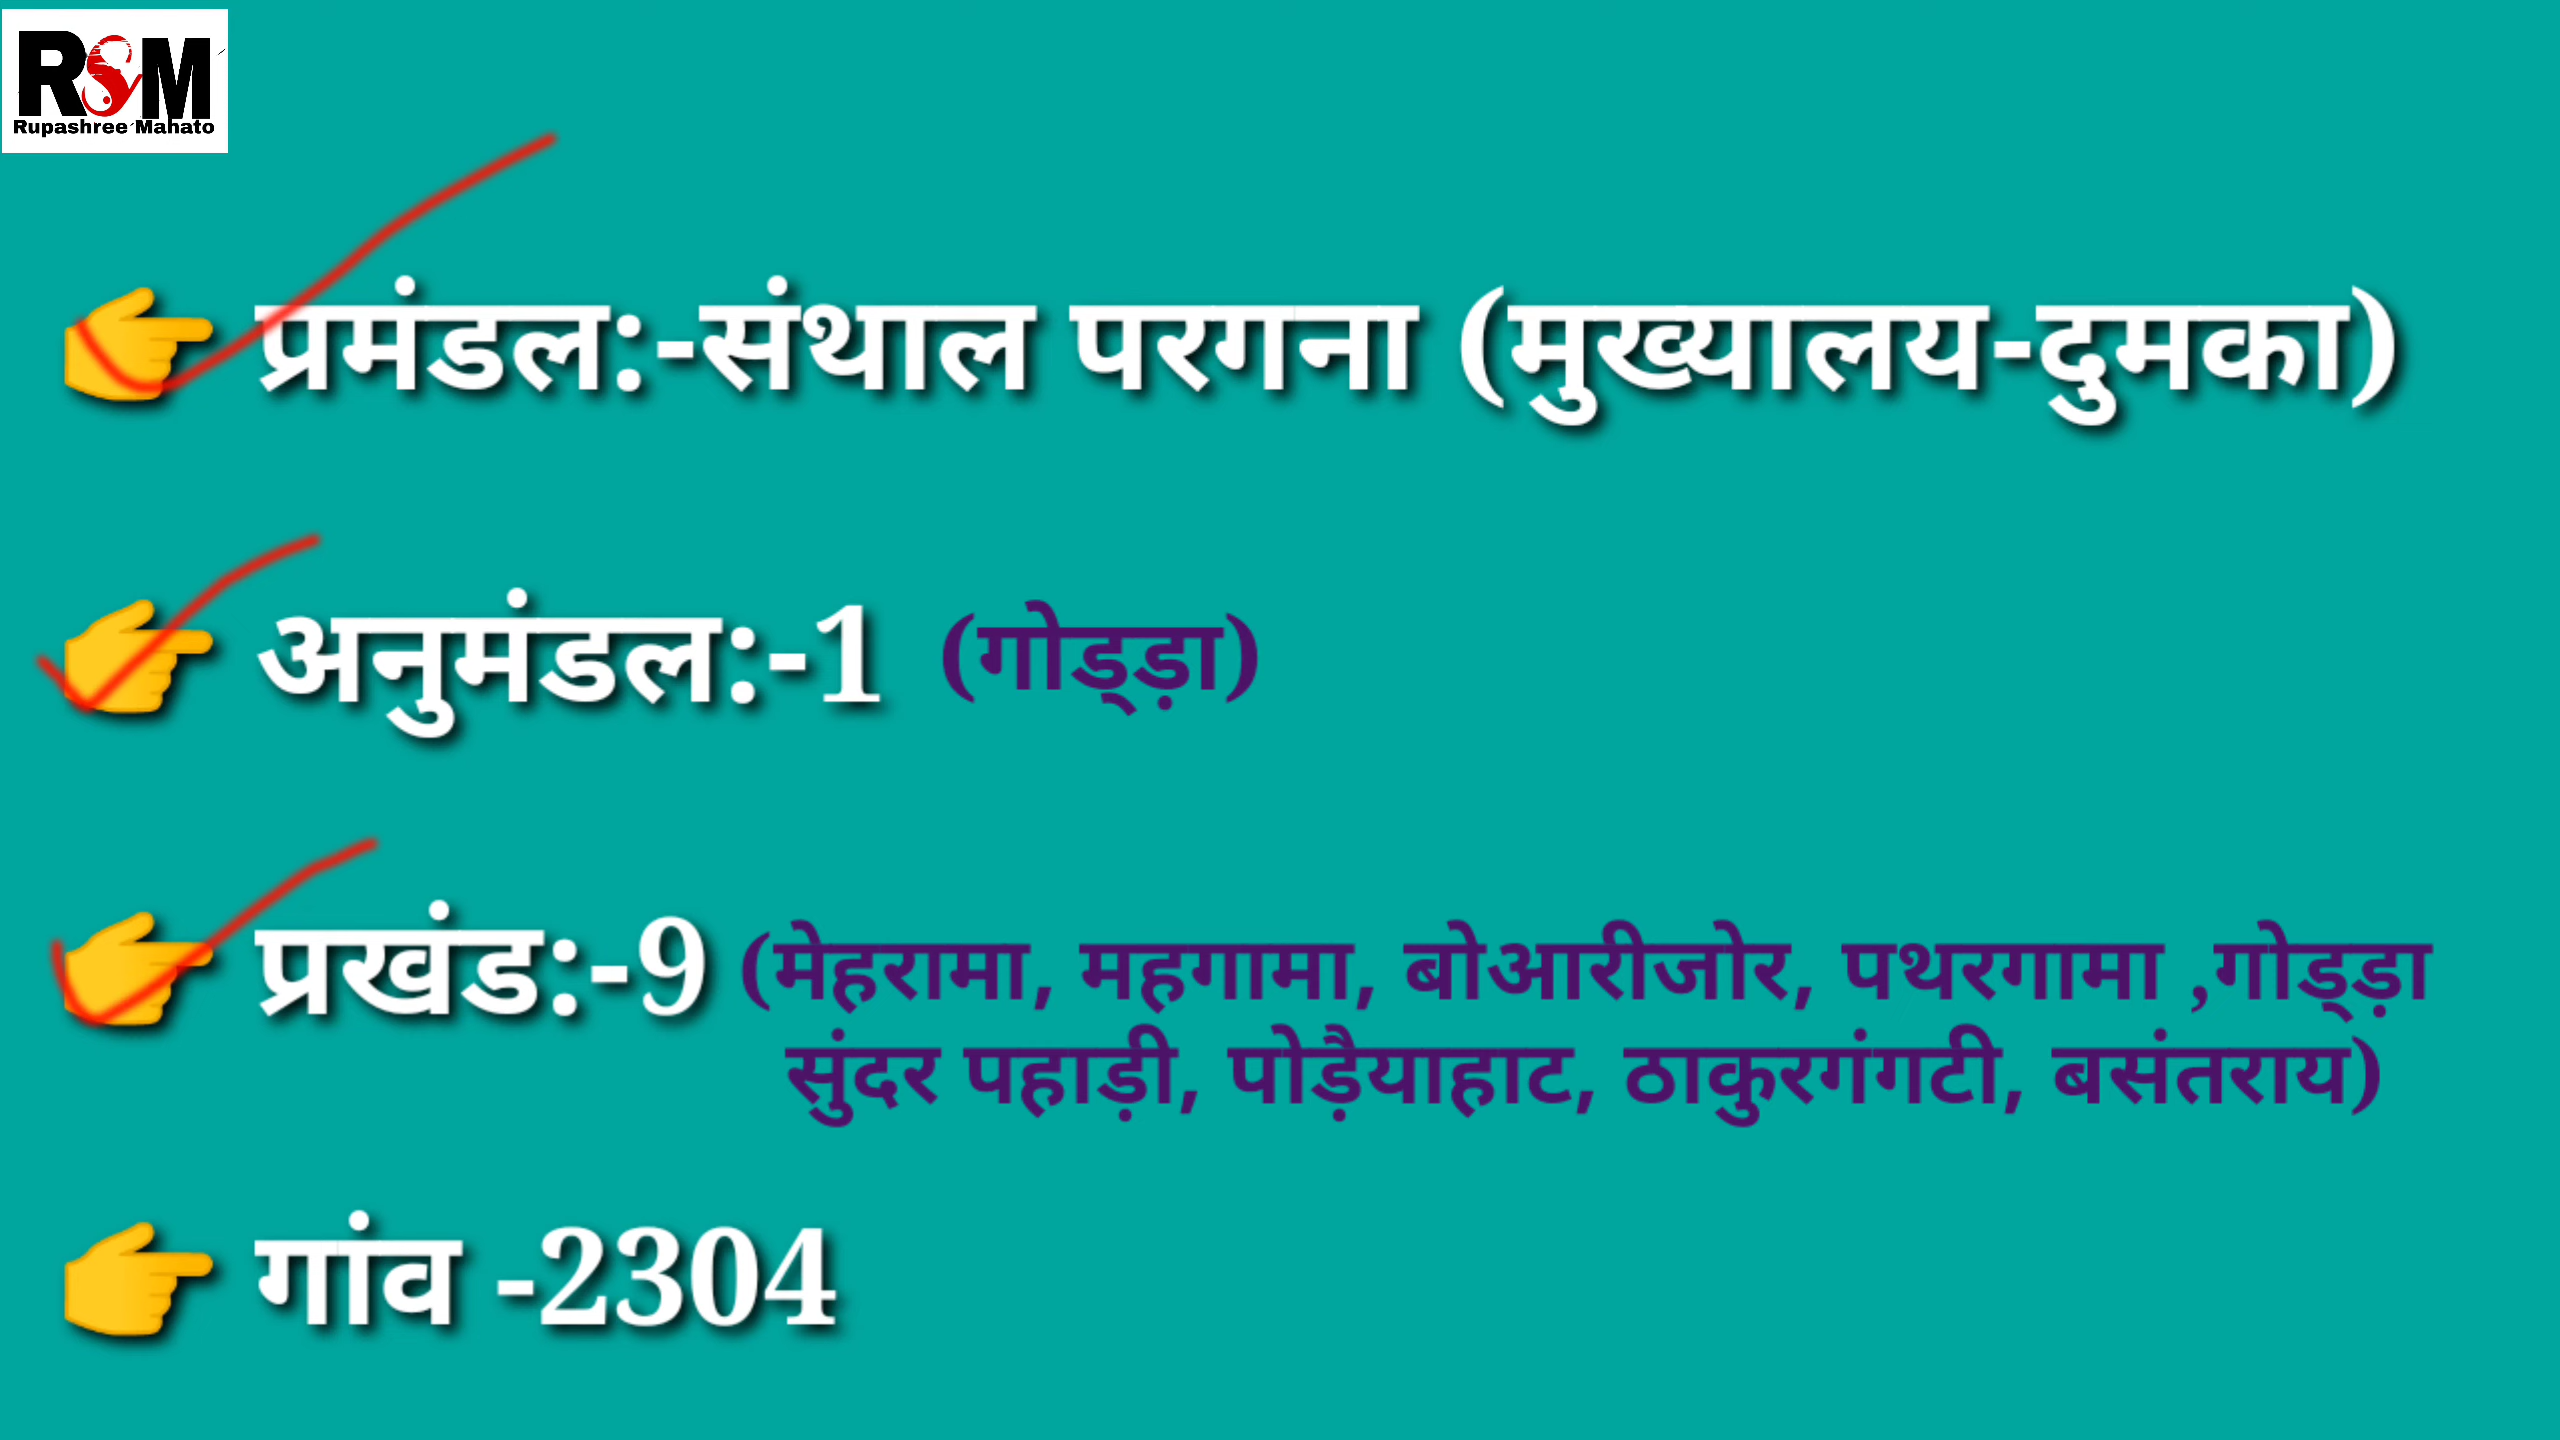 RSM
Rupashree Mahato
👉 प्रमंडल:-संथाल परगना (मुख्यालय-दुमका)
👉 अनुमंडल:-1 (गोड्ड़ा)
👉 प्रखंड:-9 (मेहरामा, महगामा, बोआरीजोर, पथरगामा ,गोड्ड़ा
सुंदर पहाड़ी, पोड़ैयाहाट, ठाकुरगंगटी, बसंतराय)
👉 गांव -2304